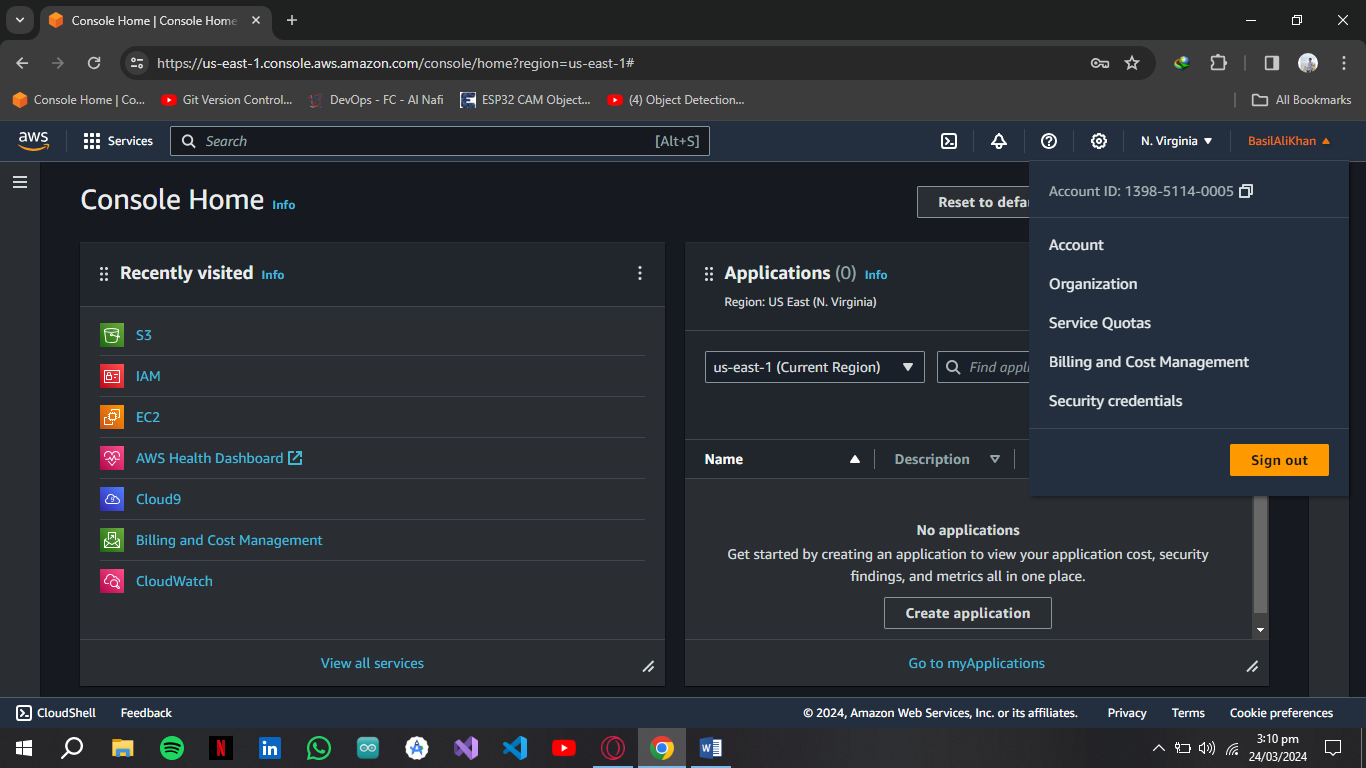 Console Home | Console Home
https://us-east-1.console.aws.amazon.com/console/home?region=us-east-1#
Console Home | Co...
Git Version Control...
DevOps - FC - Al Nafi
ESP32 CAM Object...
(4) Object Detection...
All Bookmarks
aws
Services
Search
[Alt+S]
N. Virginia
BasilAliKhan
Console Home Info
Reset to defau
Account ID: 1398-5114-0005
Account
Organization
Service Quotas
Billing and Cost Management
Security credentials
Sign out
Recently visited Info
S3
IAM
EC2
AWS Health Dashboard
Cloud9
Billing and Cost Management
CloudWatch
View all services
Applications (0) Info
Region: US East (N. Virginia)
us-east-1 (Current Region)
Find appli
Name
Description
No applications
Get started by creating an application to view your application cost, security
findings, and metrics all in one place.
Create application
Go to myApplications
CloudShell
Feedback
© 2024, Amazon Web Services, Inc. or its affiliates.
Privacy
Terms
Cookie preferences
3:10 pm
24/03/2024